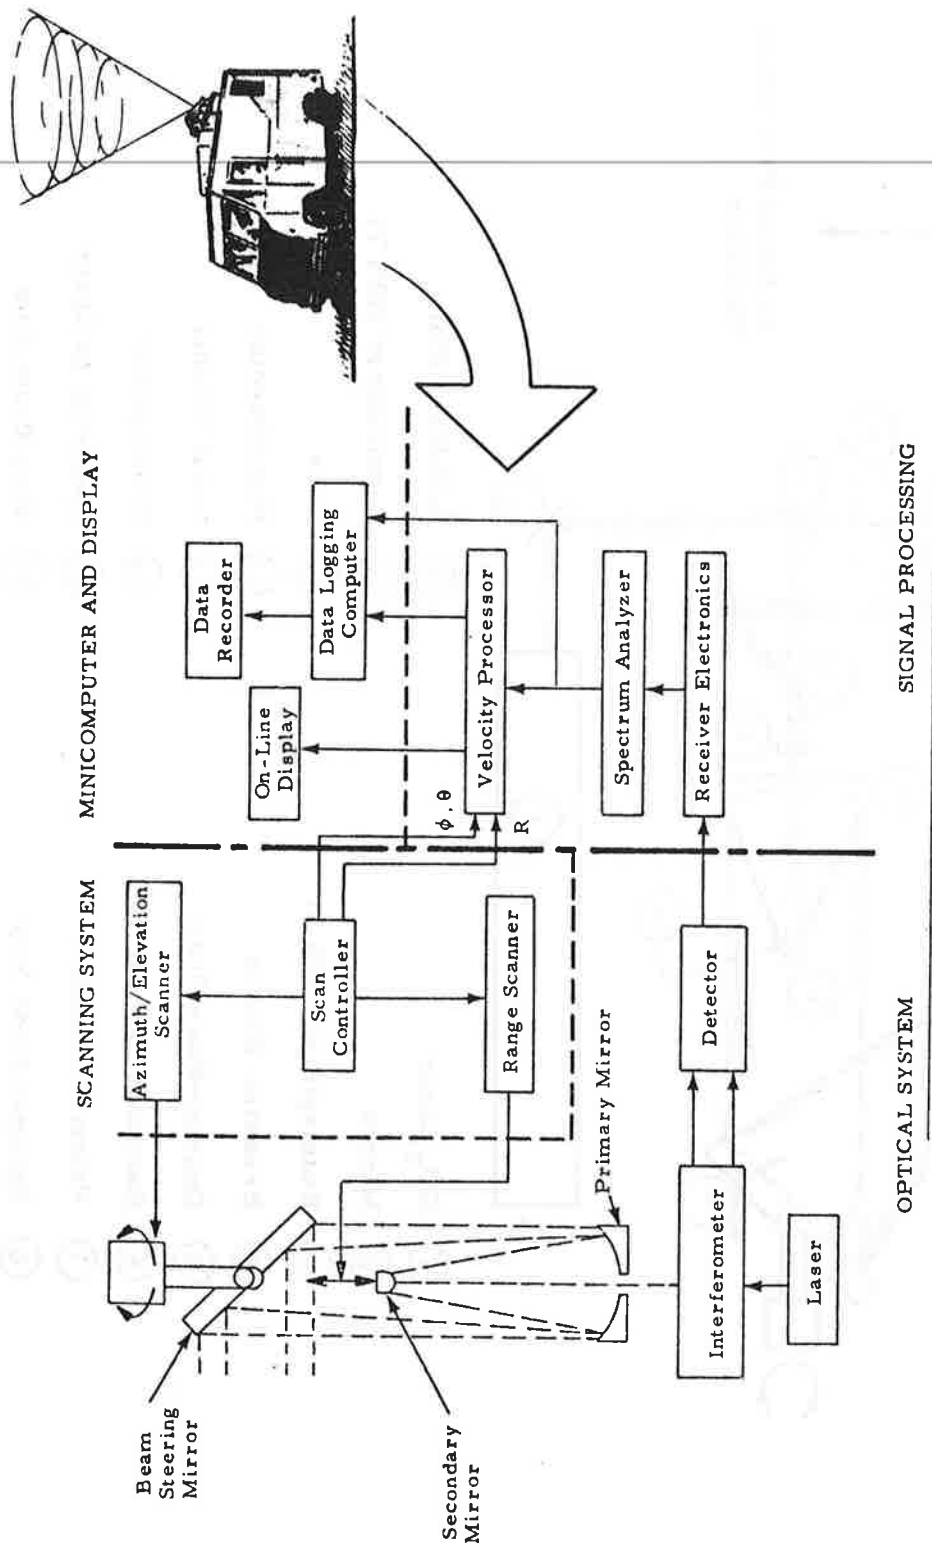 SCANNING SYSTEM
MINICOMPUTER AND DISPLAY
Azimuth/Elevation
Scanner
Data
Recorder
On-Line
Display
Data Logging
Computer
Beam
Steering
Mirror
Scan
Controller
ϕ, θ
R
Velocity Processor
Secondary
Mirror
Range Scanner
Primary Mirror
Spectrum Analyzer
Interferometer
Detector
Receiver Electronics
Laser
OPTICAL SYSTEM
SIGNAL PROCESSING